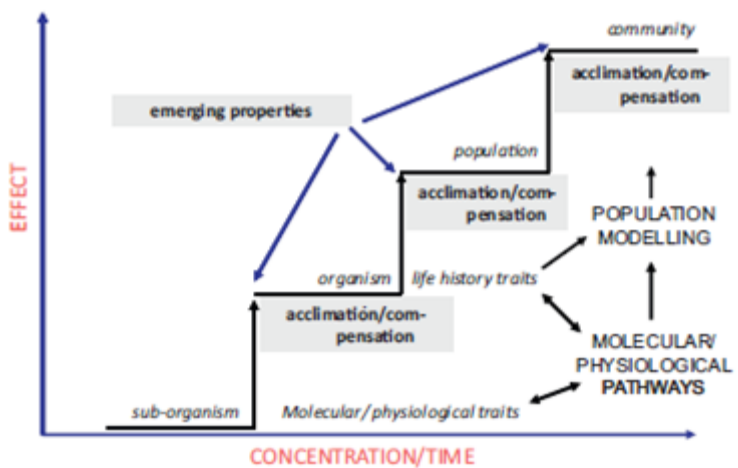 community
acclimation/com-
pensation
emerging properties
population
acclimation/com-
pensation
POPULATION
MODELLING
EFFECT
organism
life history traits
acclimation/com-
pensation
MOLECULAR/
PHYSIOLOGICAL
PATHWAYS
sub-organism
Molecular/physiological traits
CONCENTRATION/TIME